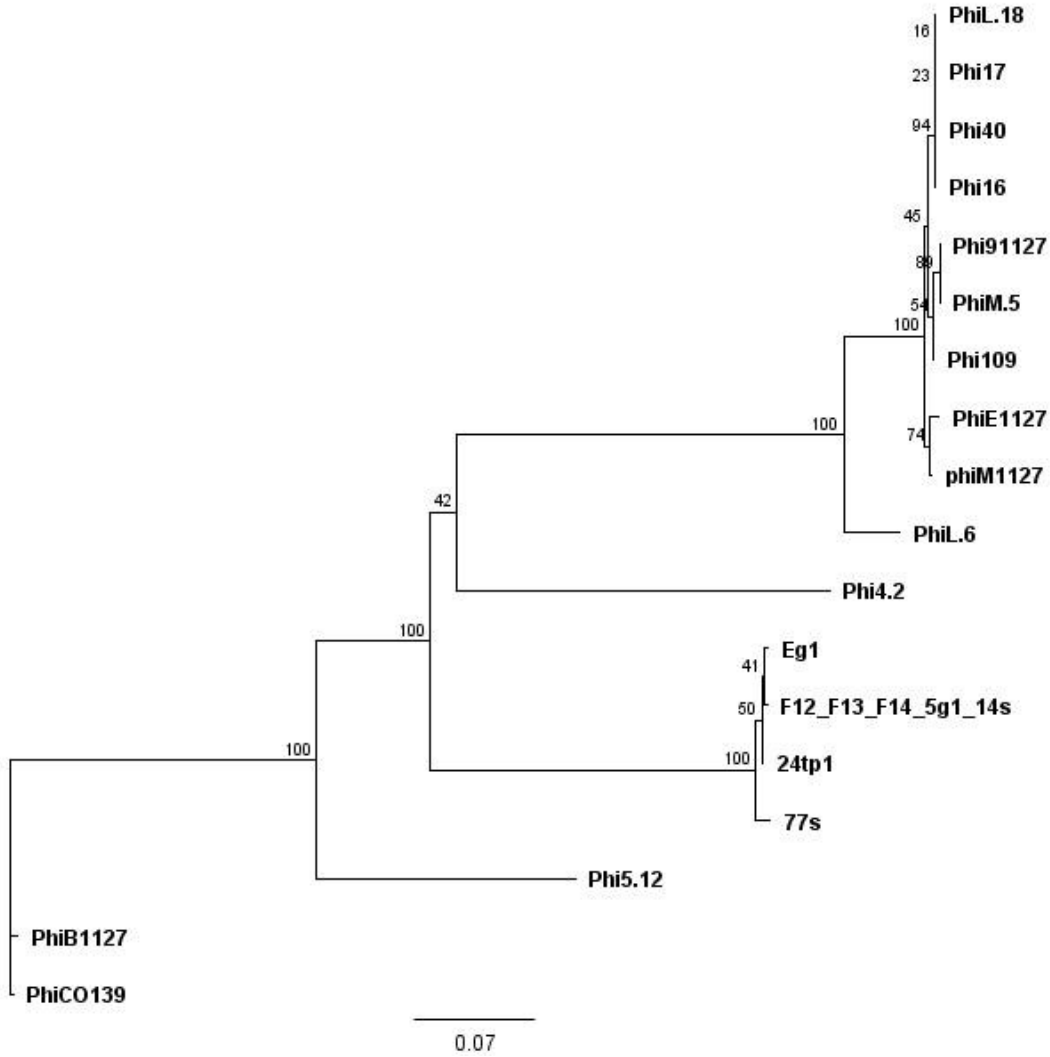 PhiL.18
16
Phi17
23
Phi40
94
Phi16
45
Phi91127
89
PhiM.5
54
100
Phi109
PhiE1127
100
74
phiM1127
42
PhiL.6
Phi4.2
100
Eg1
41
F12_F13_F14_5g1_14s
50
100
100
24tp1
77s
Phi5.12
PhiB1127
PhiCO139
0.07